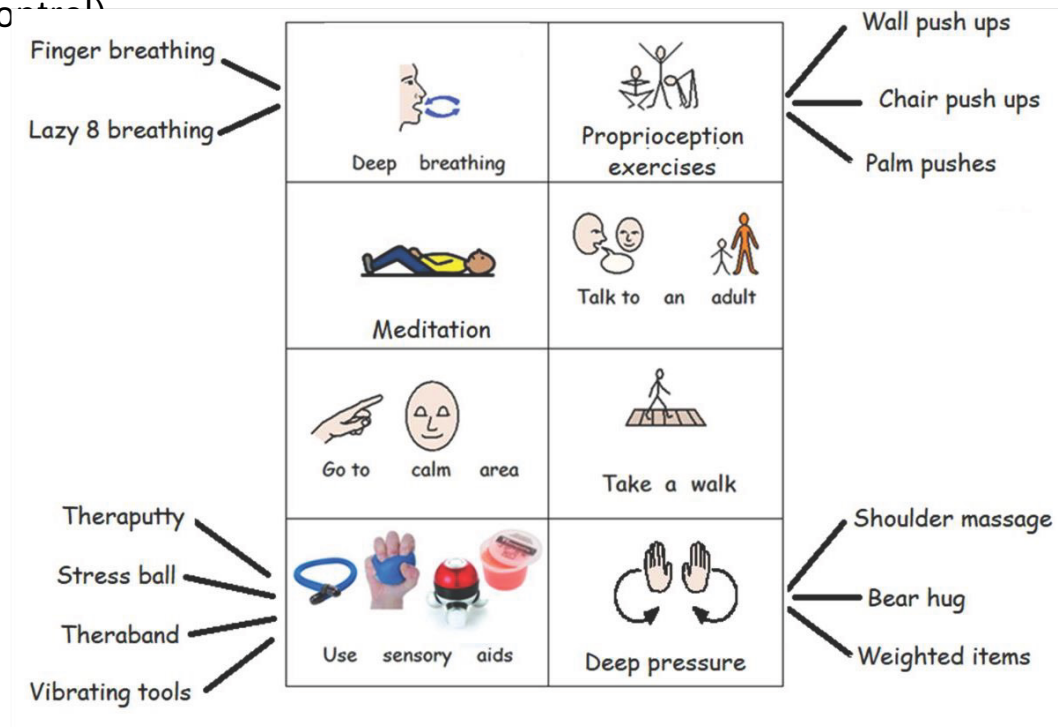 Finger breathing
Lazy 8 breathing
Deep breathing
Proprioception
exercises
Wall push ups
Chair push ups
Palm pushes
Meditation
Talk to an adult
Go to calm area
Take a walk
Theraputty
Stress ball
Theraband
Vibrating tools
Use sensory aids
Deep pressure
Shoulder massage
Bear hug
Weighted items